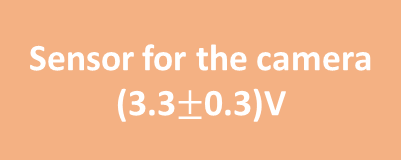 Sensor for the camera
(3.3±0.3)V